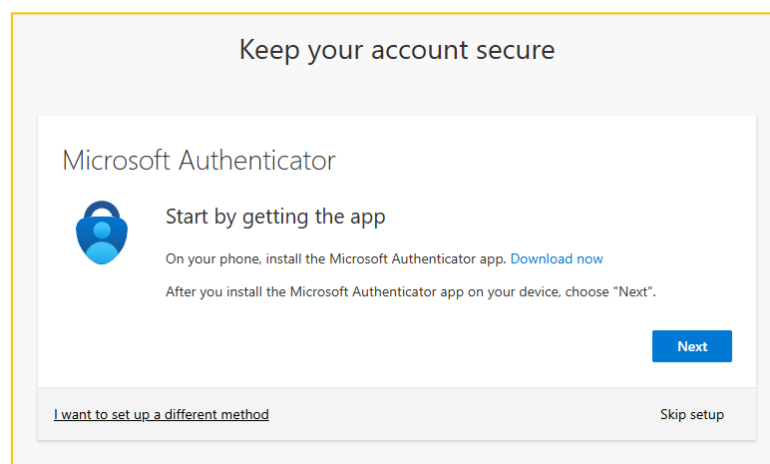 Keep your account secure
Microsoft Authenticator
Start by getting the app
On your phone, install the Microsoft Authenticator app. Download now
After you install the Microsoft Authenticator app on your device, choose "Next".
Next
I want to set up a different method
Skip setup